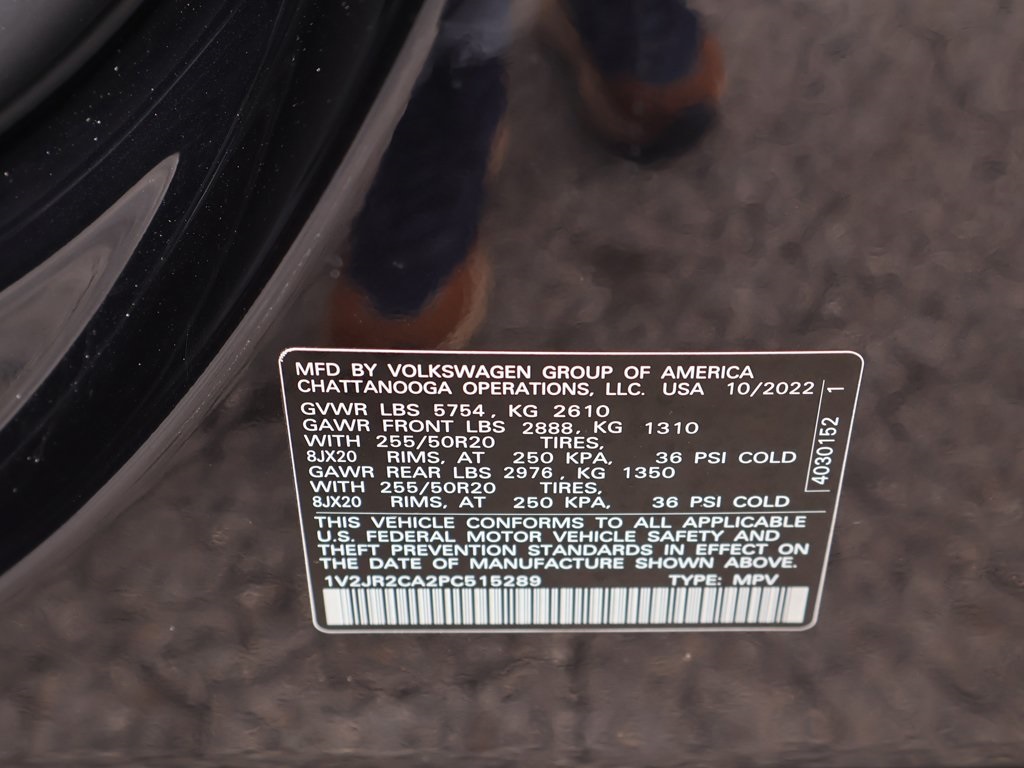 MFD BY VOLKSWAGEN GROUP OF AMERICA
CHATTANOOGA OPERATIONS, LLC. USA 10/2022
GVWR LBS 5754, KG 2610
GAWR FRONT LBS 2888, KG 1310
WITH 255/50R20 TIRES,
8JX20 RIMS, AT 250 KPA, 36 PSI COLD
GAWR REAR LBS 2976, KG 1350
WITH 255/50R20 TIRES,
8JX20 RIMS, AT 250 KPA, 36 PSI COLD
4030152 1
THIS VEHICLE CONFORMS TO ALL APPLICABLE
U.S. FEDERAL MOTOR VEHICLE SAFETY AND
THEFT PREVENTION STANDARDS IN EFFECT ON
THE DATE OF MANUFACTURE SHOWN ABOVE.
1V2JR2CA2PC515289 TYPE: MPV